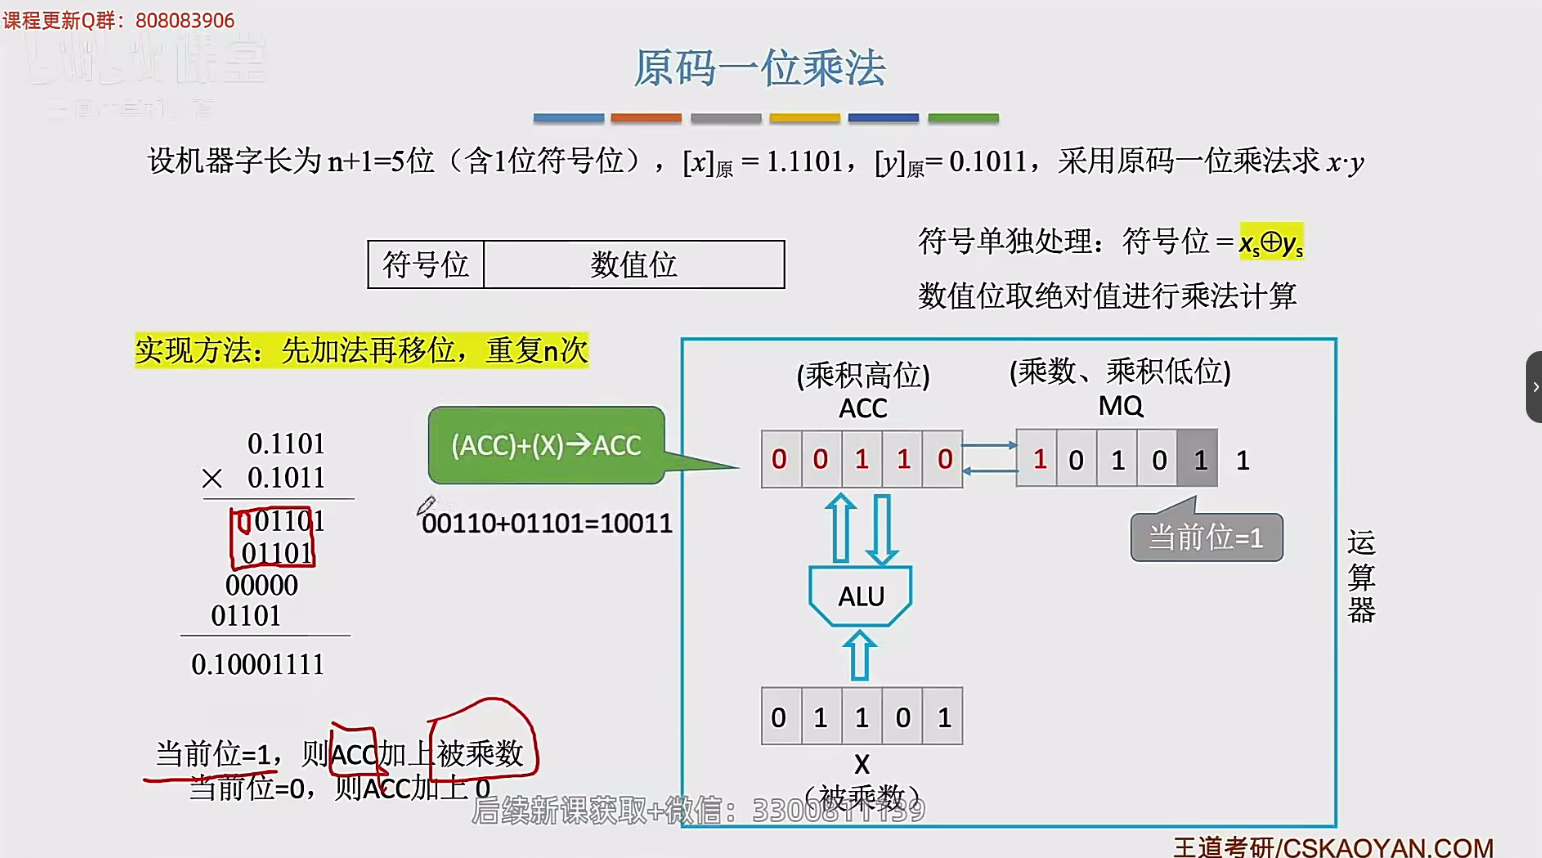 课程更新Q群：808083906
原码一位乘法
设机器字长为 n+1=5位（含1位符号位），[x]原 = 1.1101，[y]原= 0.1011，采用原码一位乘法求 x·y
符号位 数值位
符号单独处理：符号位 = xs⊕ys
数值位取绝对值进行乘法计算
实现方法：先加法再移位，重复n次
0.1101
× 0.1011
001101
01101
00000
01101
0.10001111
(ACC)+(X)→ACC
00110+01101=10011
(乘积高位)
ACC
0 0 1 1 0
(乘数、乘积低位)
MQ
1 0 1 0 1 1
当前位=1
ALU
0 1 1 0 1
X
（被乘数）
运算器
当前位=1，则ACC加上被乘数
当前位=0，则ACC加上 0
后续新课获取+微信：3300811139
王道考研/CSKAOYAN.COM